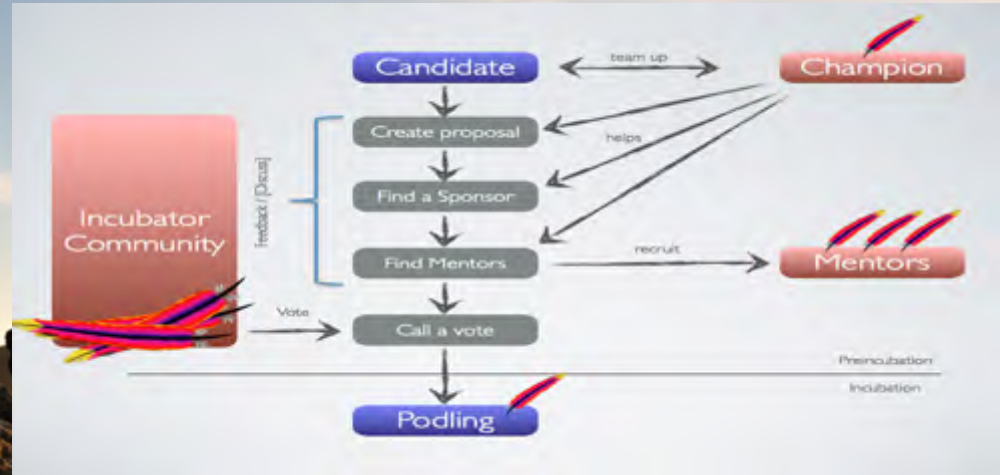 Candidate
team up
Champion
Create proposal
helps
Find a Sponsor
Feedback / [Discuss]
Incubator
Community
Find Mentors
recruit
Mentors
Vote
Call a vote
Preincubation
Incubation
Podling